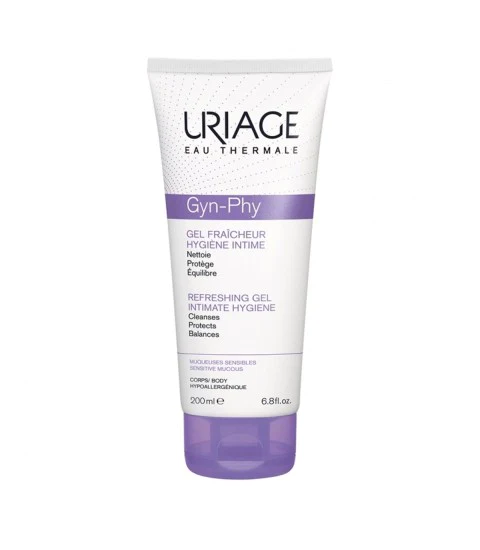 URIAGE
EAU THERMALE
Gyn-Phy
GEL FRAÎCHEUR
HYGIÈNE INTIME
Nettoie
Protège
Équilibre
REFRESHING GEL
INTIMATE HYGIENE
Cleanses
Protects
Balances
MUQUEUSES SENSIBLES
SENSITIVE MUCOUS
CORPS/ BODY
HYPOALLERGÉNIQUE
200ml ℮ 6.8fl.oz.